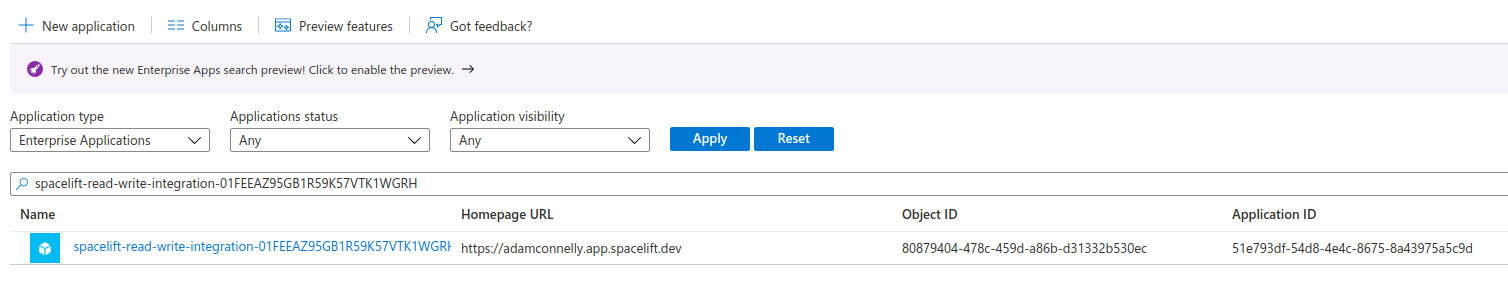 New application Columns Preview features Got feedback?
Try out the new Enterprise Apps search preview! Click to enable the preview. →
Application type Applications status Application visibility
Enterprise Applications Any Any Apply Reset
spacelift-read-write-integration-01FEEAZ95GB1R59K57VTK1WGRH
Name Homepage URL Object ID Application ID
spacelift-read-write-integration-01FEEAZ95GB1R59K57VTK1WGRH https://adamconnelly.app.spacelift.dev 80879404-478c-459d-a86b-d31332b530ec 51e793df-54d8-4e4c-8675-8a43975a5c9d